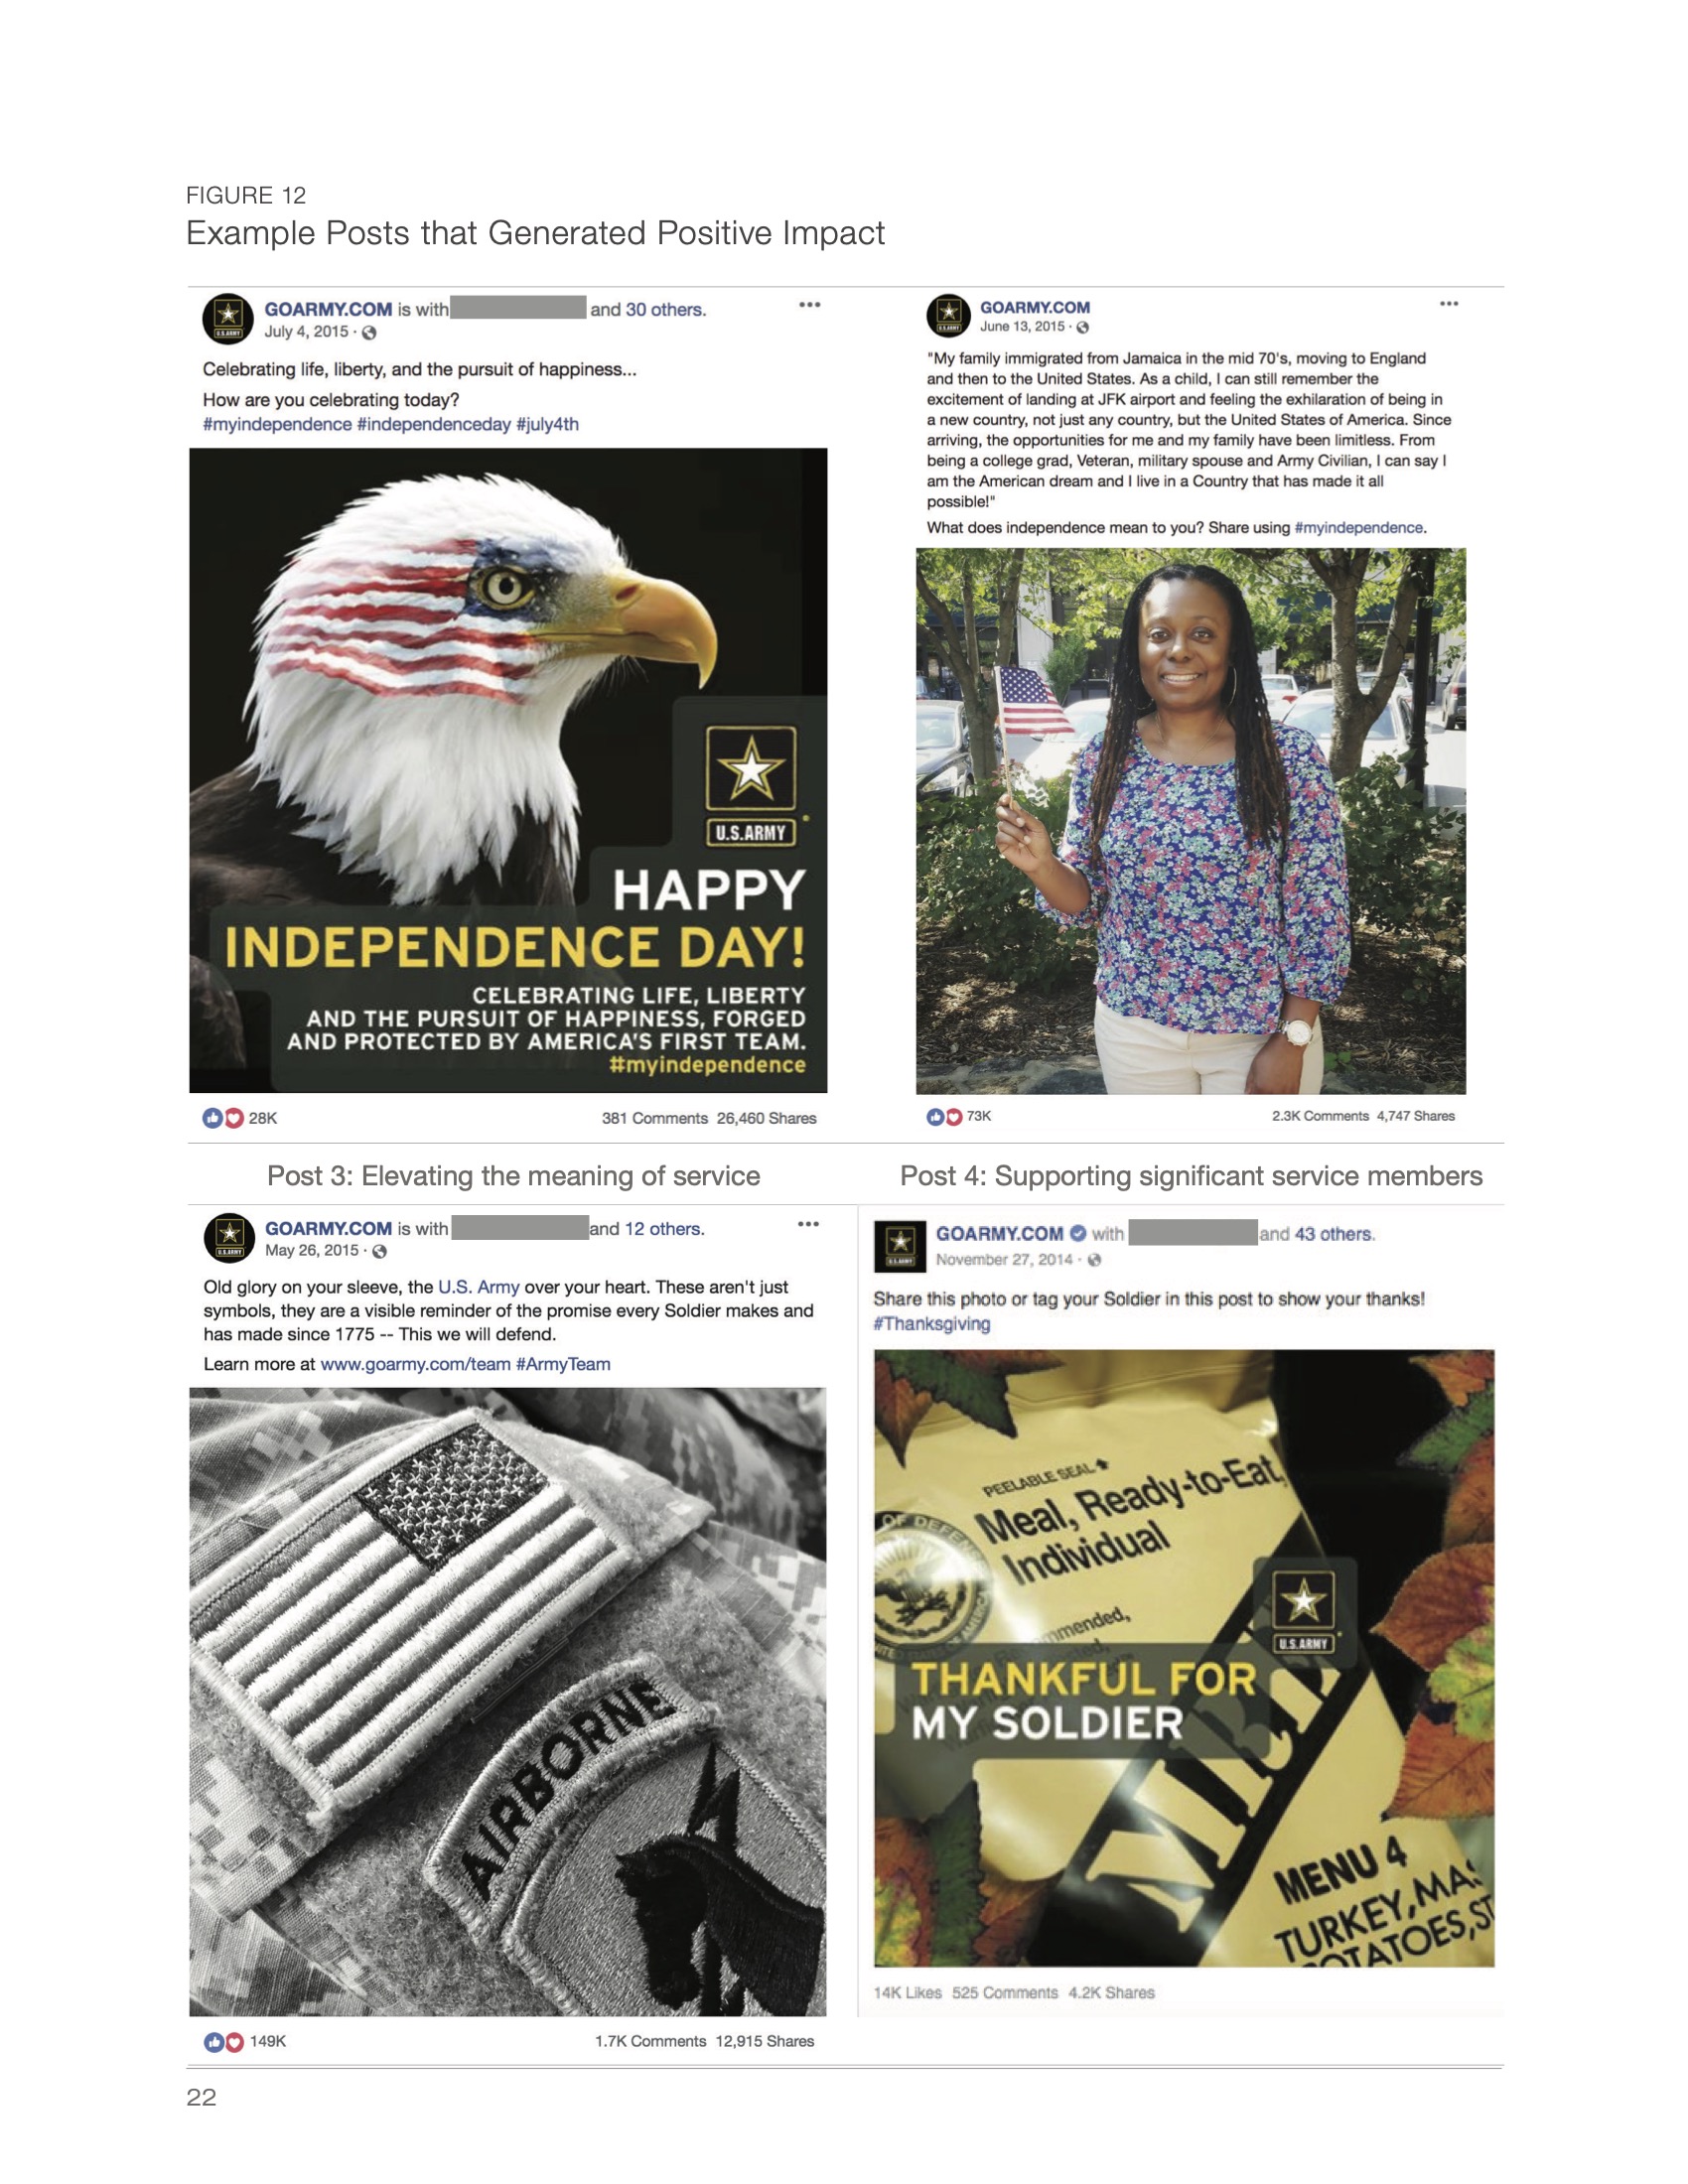 FIGURE 12
Example Posts that Generated Positive Impact
GOARMY.COM is with and 30 others.
July 4, 2015 ·
Celebrating life, liberty, and the pursuit of happiness...
How are you celebrating today?
#myindependence #independenceday #july4th
U.S.ARMY
HAPPY
INDEPENDENCE DAY!
CELEBRATING LIFE, LIBERTY
AND THE PURSUIT OF HAPPINESS, FORGED
AND PROTECTED BY AMERICA'S FIRST TEAM.
#myindependence
28K
381 Comments 26,460 Shares
GOARMY.COM
June 13, 2015 ·
"My family immigrated from Jamaica in the mid 70's, moving to England
and then to the United States. As a child, I can still remember the
excitement of landing at JFK airport and feeling the exhilaration of being in
a new country, not just any country, but the United States of America. Since
arriving, the opportunities for me and my family have been limitless. From
being a college grad, Veteran, military spouse and Army Civilian, I can say I
am the American dream and I live in a Country that has made it all
possible!"
What does independence mean to you? Share using #myindependence.
73K
2.3K Comments 4,747 Shares
Post 3: Elevating the meaning of service
GOARMY.COM is with and 12 others.
May 26, 2015 ·
Old glory on your sleeve, the U.S. Army over your heart. These aren't just
symbols, they are a visible reminder of the promise every Soldier makes and
has made since 1775 -- This we will defend.
Learn more at www.goarmy.com/team #ArmyTeam
AIRBORNE
149K
1.7K Comments 12,915 Shares
Post 4: Supporting significant service members
GOARMY.COM with and 43 others.
November 27, 2014 ·
Share this photo or tag your Soldier in this post to show your thanks!
#Thanksgiving
PEELABLE SEAL
Meal, Ready-to-Eat,
Individual
U.S.ARMY
THANKFUL FOR
MY SOLDIER
MRE
MENU 4
TURKEY, MAS
POTATOES, ST
14K Likes 525 Comments 4.2K Shares
22